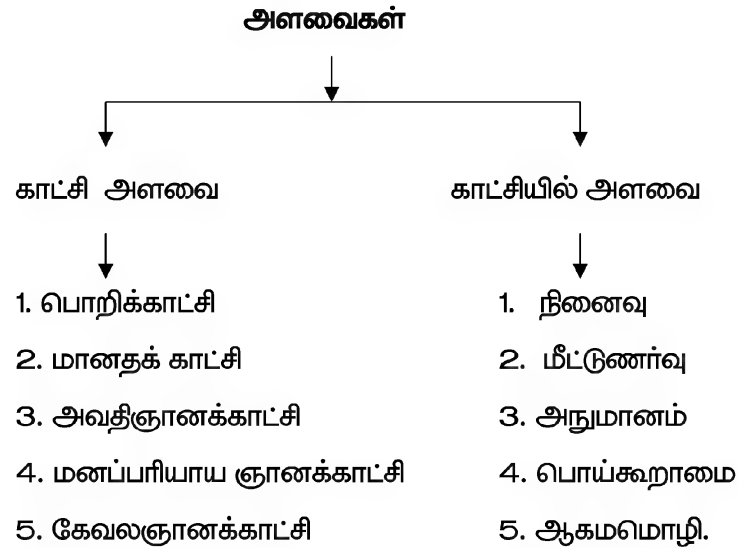 அளவைகள்
காட்சி அளவை
காட்சியில் அளவை
1. பொறிக்காட்சி
2. மானதக் காட்சி
3. அவதிஞானக்காட்சி
4. மனப்பரியாய ஞானக்காட்சி
5. கேவலஞானக்காட்சி
1. நினைவு
2. மீட்டுணர்வு
3. அநுமானம்
4. பொய்கூறாமை
5. ஆகமமொழி.